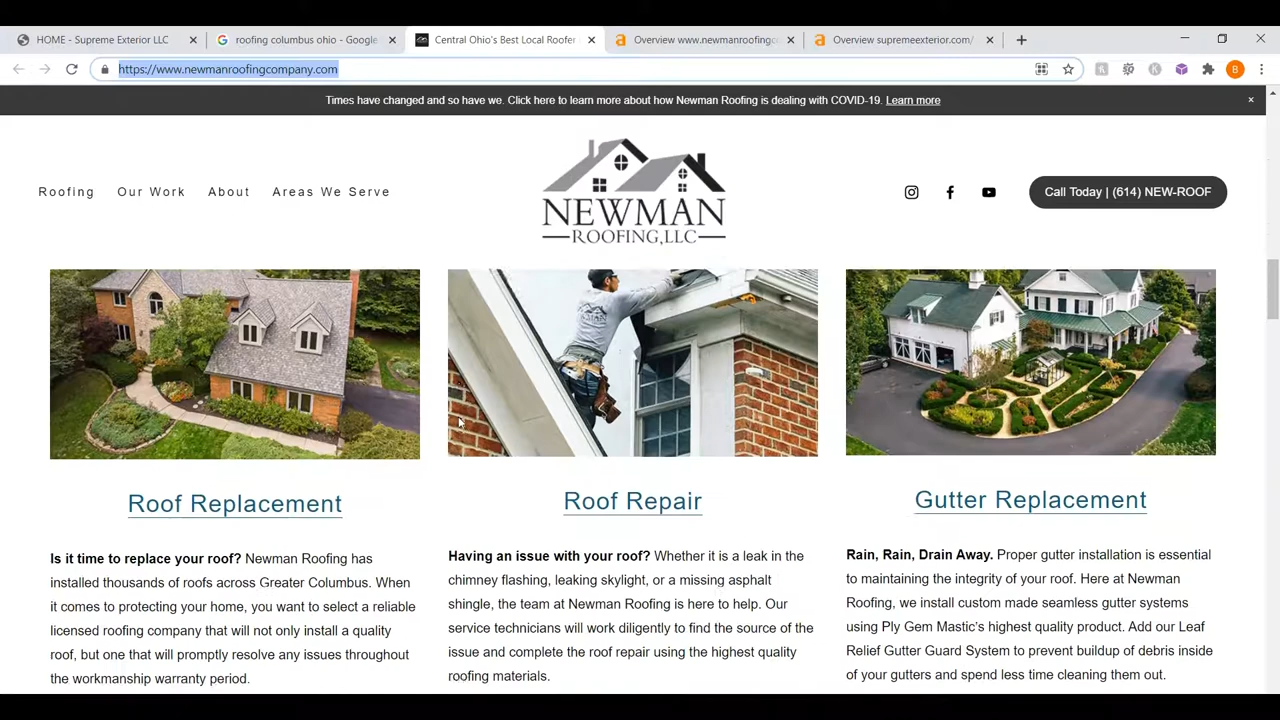 HOME - Supreme Exterior LLC
roofing columbus ohio - Google
Central Ohio's Best Local Roofer
Overview www.newmanroofingc
Overview supremeexterior.com/
https://www.newmanroofingcompany.com
B
Times have changed and so have we. Click here to learn more about how Newman Roofing is dealing with COVID-19. Learn more
Roofing Our Work About Areas We Serve
NEWMAN
ROOFING,LLC
Call Today | (614) NEW-ROOF
NEWMAN
Roof Replacement
Is it time to replace your roof? Newman Roofing has
installed thousands of roofs across Greater Columbus. When
it comes to protecting your home, you want to select a reliable
licensed roofing company that will not only install a quality
roof, but one that will promptly resolve any issues throughout
the workmanship warranty period.
Roof Repair
Having an issue with your roof? Whether it is a leak in the
chimney flashing, leaking skylight, or a missing asphalt
shingle, the team at Newman Roofing is here to help. Our
service technicians will work diligently to find the source of the
issue and complete the roof repair using the highest quality
roofing materials.
Gutter Replacement
Rain, Rain, Drain Away. Proper gutter installation is essential
to maintaining the integrity of your roof. Here at Newman
Roofing, we install custom made seamless gutter systems
using Ply Gem Mastic's highest quality product. Add our Leaf
Relief Gutter Guard System to prevent buildup of debris inside
of your gutters and spend less time cleaning them out.